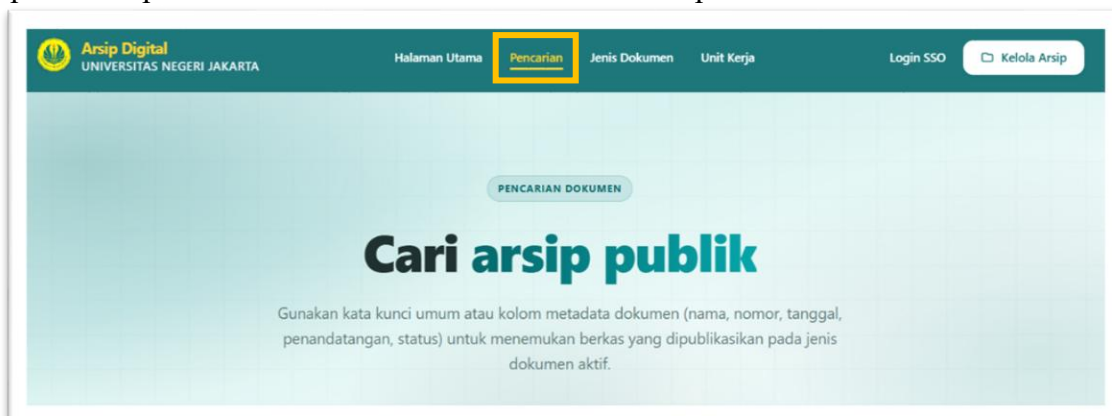 Arsip Digital
UNIVERSITAS NEGERI JAKARTA
Halaman Utama
Pencarian
Jenis Dokumen
Unit Kerja
Login SSO
Kelola Arsip
PENCARIAN DOKUMEN
Cari arsip publik
Gunakan kata kunci umum atau kolom metadata dokumen (nama, nomor, tanggal,
penandatangan, status) untuk menemukan berkas yang dipublikasikan pada jenis
dokumen aktif.